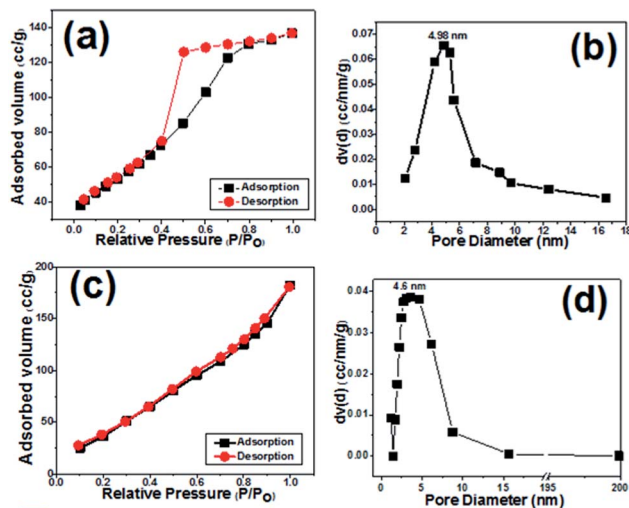 (a)
Adsorbed volume (cc/g)
140
120
100
80
60
40
Adsorption
Desorption
0.0 0.2 0.4 0.6 0.8 1.0
Relative Pressure (P/PO)
(b)
4.98 nm
dv(d) (cc/nm/g)
0.07
0.06
0.05
0.04
0.03
0.02
0.01
0.00
0 2 4 6 8 10 12 14 16 18
Pore Diameter (nm)
(c)
Adsorbed volume (cc/g)
200
150
100
50
0
Adsorption
Desorption
0.0 0.2 0.4 0.6 0.8 1.0
Relative Pressure (P/PO)
(d)
4.6 nm
dv(d) (cc/nm/g)
0.04
0.03
0.02
0.01
0.00
0 5 10 15 195 200
Pore Diameter (nm)